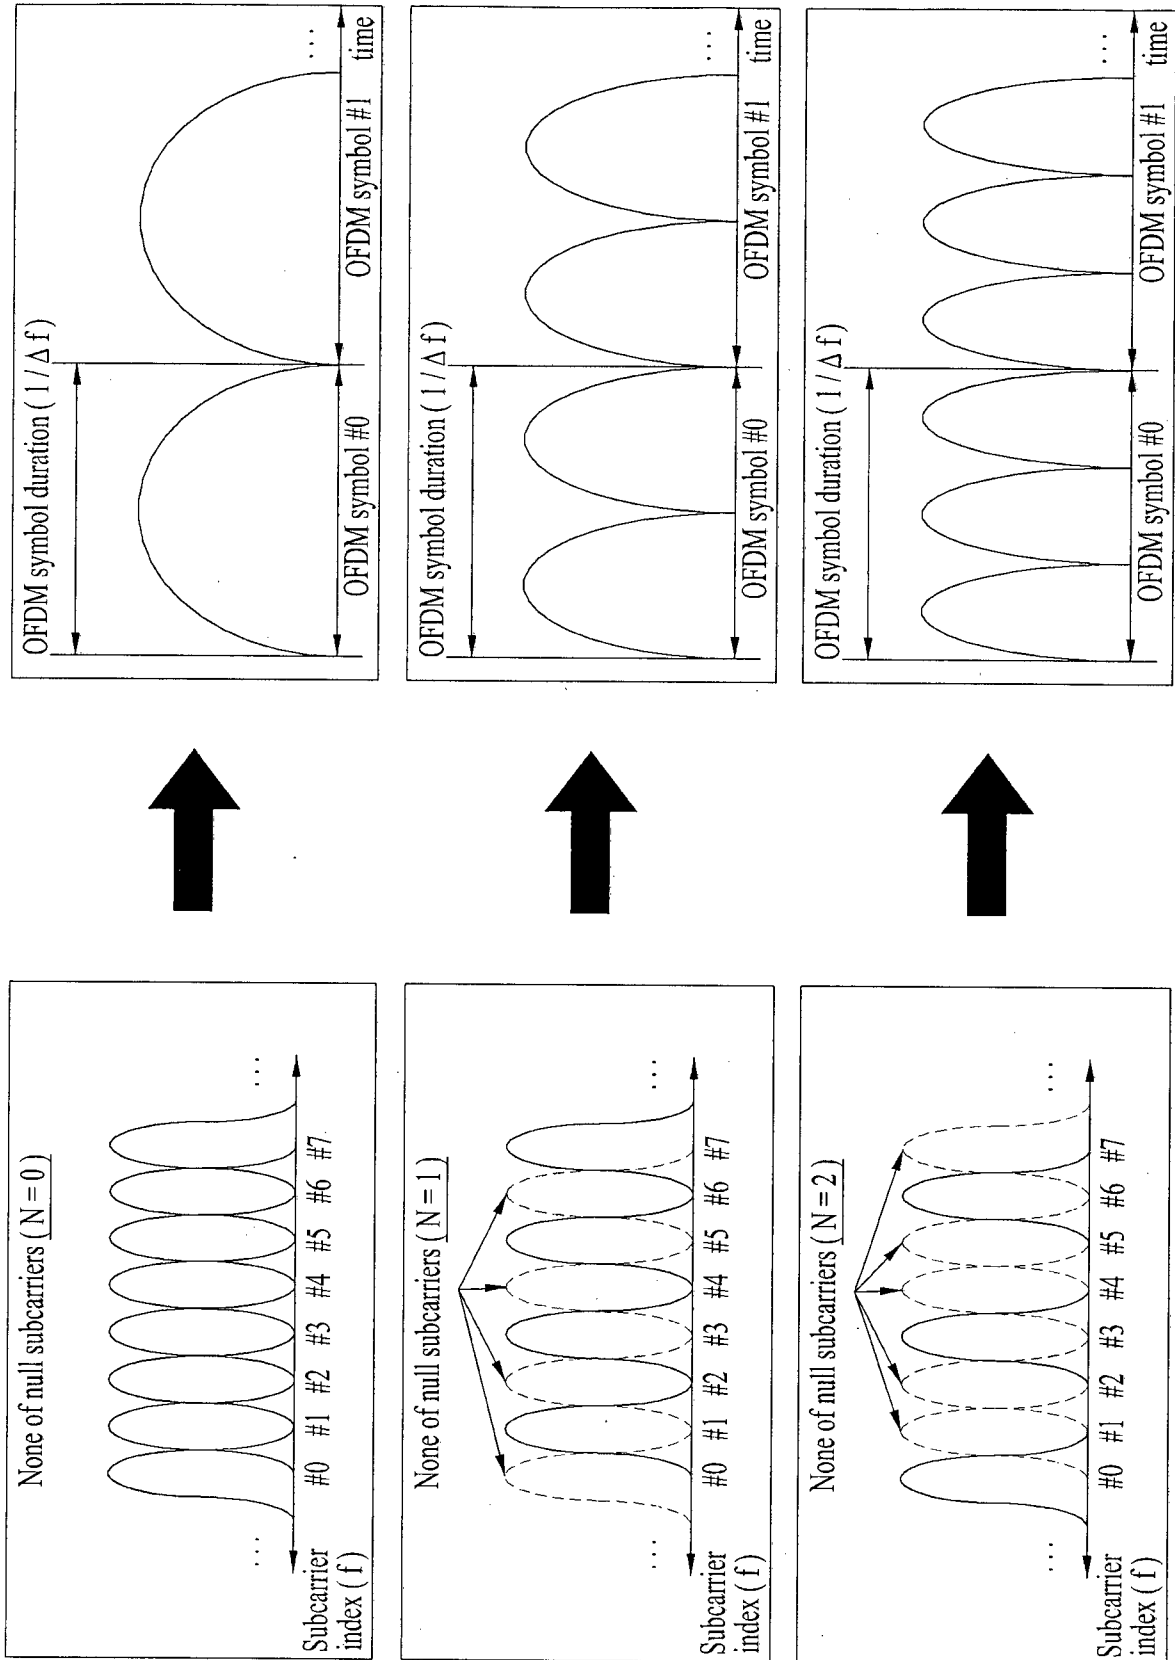 None of null subcarriers ( N = 0 )
...
...
Subcarrier index ( f )
#0 #1 #2 #3 #4 #5 #6 #7
OFDM symbol duration ( 1 / Δ f )
...
OFDM symbol #0
OFDM symbol #1
time
None of null subcarriers ( N = 1 )
...
...
Subcarrier index ( f )
#0 #1 #2 #3 #4 #5 #6 #7
OFDM symbol duration ( 1 / Δ f )
...
OFDM symbol #0
OFDM symbol #1
time
None of null subcarriers ( N = 2 )
...
...
Subcarrier index ( f )
#0 #1 #2 #3 #4 #5 #6 #7
OFDM symbol duration ( 1 / Δ f )
...
OFDM symbol #0
OFDM symbol #1
time